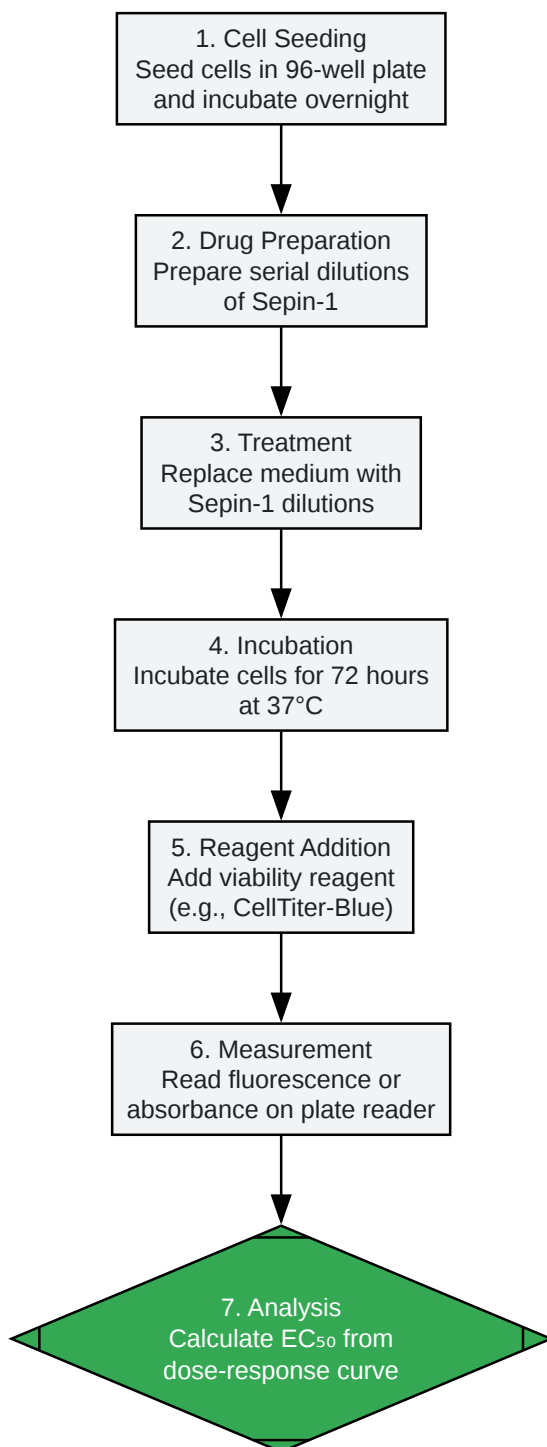 1. Cell Seeding
Seed cells in 96-well plate
and incubate overnight
2. Drug Preparation
Prepare serial dilutions
of Sepin-1
3. Treatment
Replace medium with
Sepin-1 dilutions
4. Incubation
Incubate cells for 72 hours
at 37°C
5. Reagent Addition
Add viability reagent
(e.g., CellTiter-Blue)
6. Measurement
Read fluorescence or
absorbance on plate reader
7. Analysis
Calculate EC₅₀ from
dose-response curve